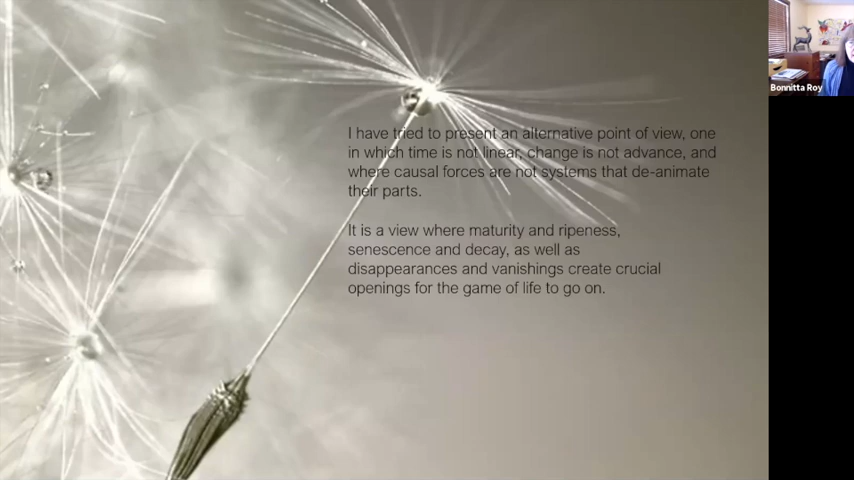 Bonnitta Roy
I have tried to present an alternative point of view, one
in which time is not linear, change is not advance, and
where causal forces are not systems that de-animate
their parts.
It is a view where maturity and ripeness,
senescence and decay, as well as
disappearances and vanishings create crucial
openings for the game of life to go on.